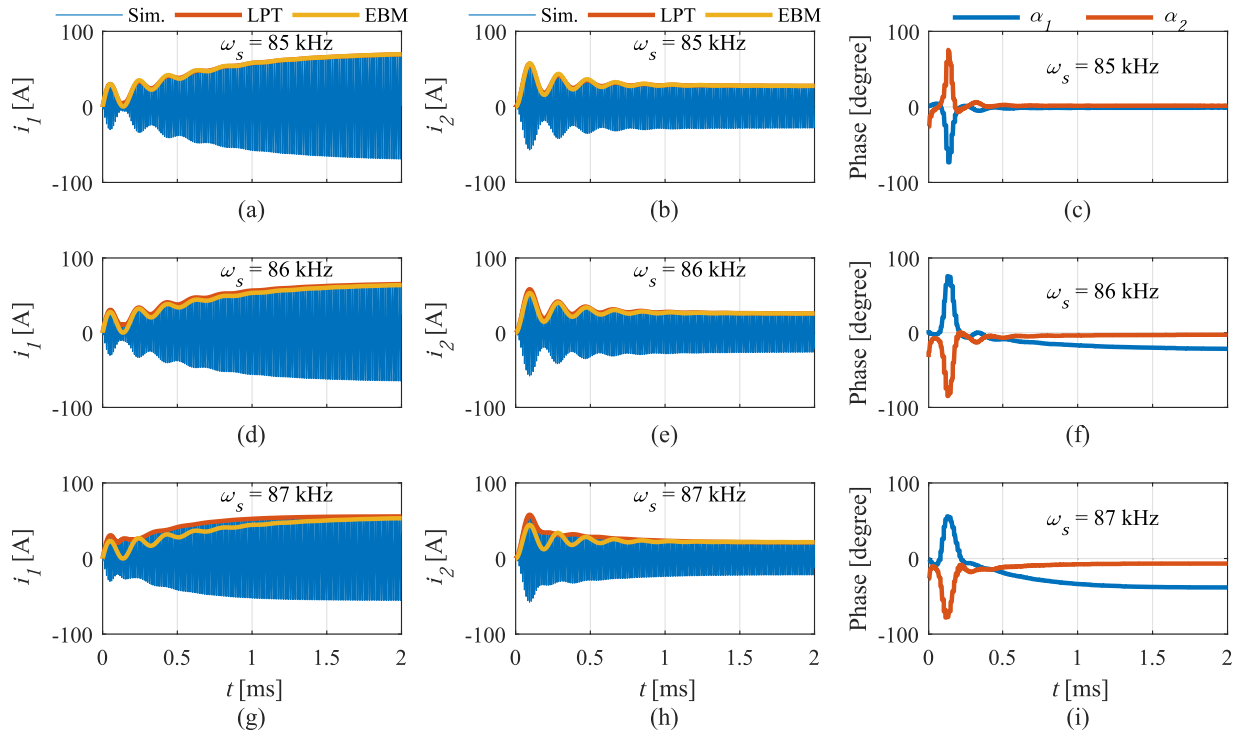 Sim. LPT EBM
Sim. LPT EBM
α1 α2
100
0
-100
i1 [A]
ωs = 85 kHz
(a)
100
0
-100
i2 [A]
ωs = 85 kHz
(b)
100
0
-100
Phase [degree]
ωs = 85 kHz
(c)
100
0
-100
i1 [A]
ωs = 86 kHz
(d)
100
0
-100
i2 [A]
ωs = 86 kHz
(e)
100
0
-100
Phase [degree]
ωs = 86 kHz
(f)
100
0
-100
i1 [A]
ωs = 87 kHz
0 0.5 1 1.5 2
t [ms]
(g)
100
0
-100
i2 [A]
ωs = 87 kHz
0 0.5 1 1.5 2
t [ms]
(h)
100
0
-100
Phase [degree]
ωs = 87 kHz
0 0.5 1 1.5 2
t [ms]
(i)